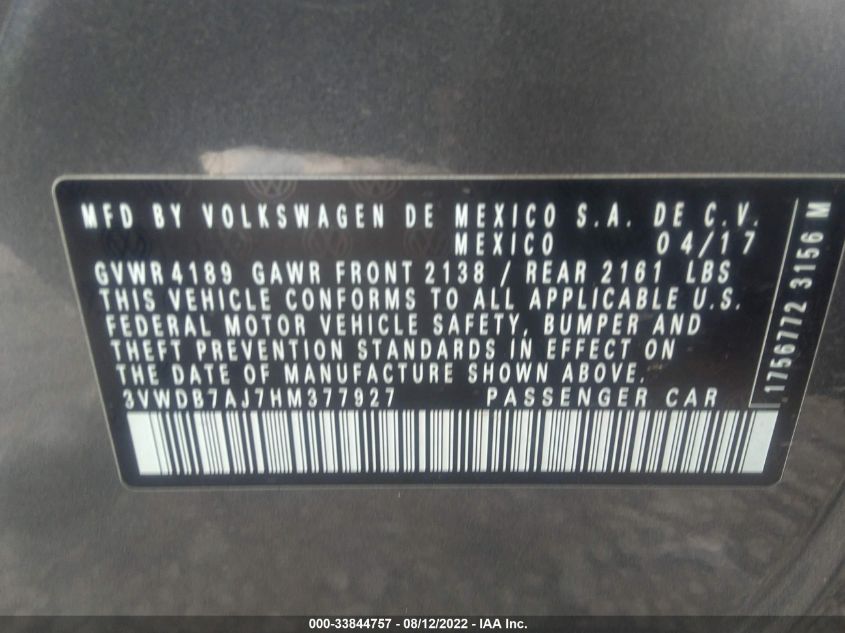 MFD BY VOLKSWAGEN DE MEXICO S.A. DE C.V.
MEXICO 04/17
GVWR 4189 GAWR FRONT 2138 / REAR 2161 LBS
THIS VEHICLE CONFORMS TO ALL APPLICABLE U.S.
FEDERAL MOTOR VEHICLE SAFETY, BUMPER AND
THEFT PREVENTION STANDARDS IN EFFECT ON
THE DATE OF MANUFACTURE SHOWN ABOVE.
3VWDB7AJ7HM377927 PASSENGER CAR
1756772 3156 M
000-33844757 - 08/12/2022 - IAA Inc.